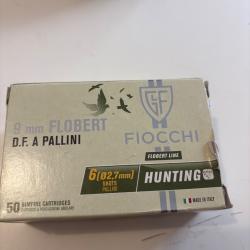 9 mm FLOBERT
D.F. A PALLINI
GFF
FIOCCHI
FLOBERT LINE
6(Ø2,7mm)
SHOTS
PALLINI
HUNTING
50 RIMFIRE CARTRIDGES
MADE IN ITALY